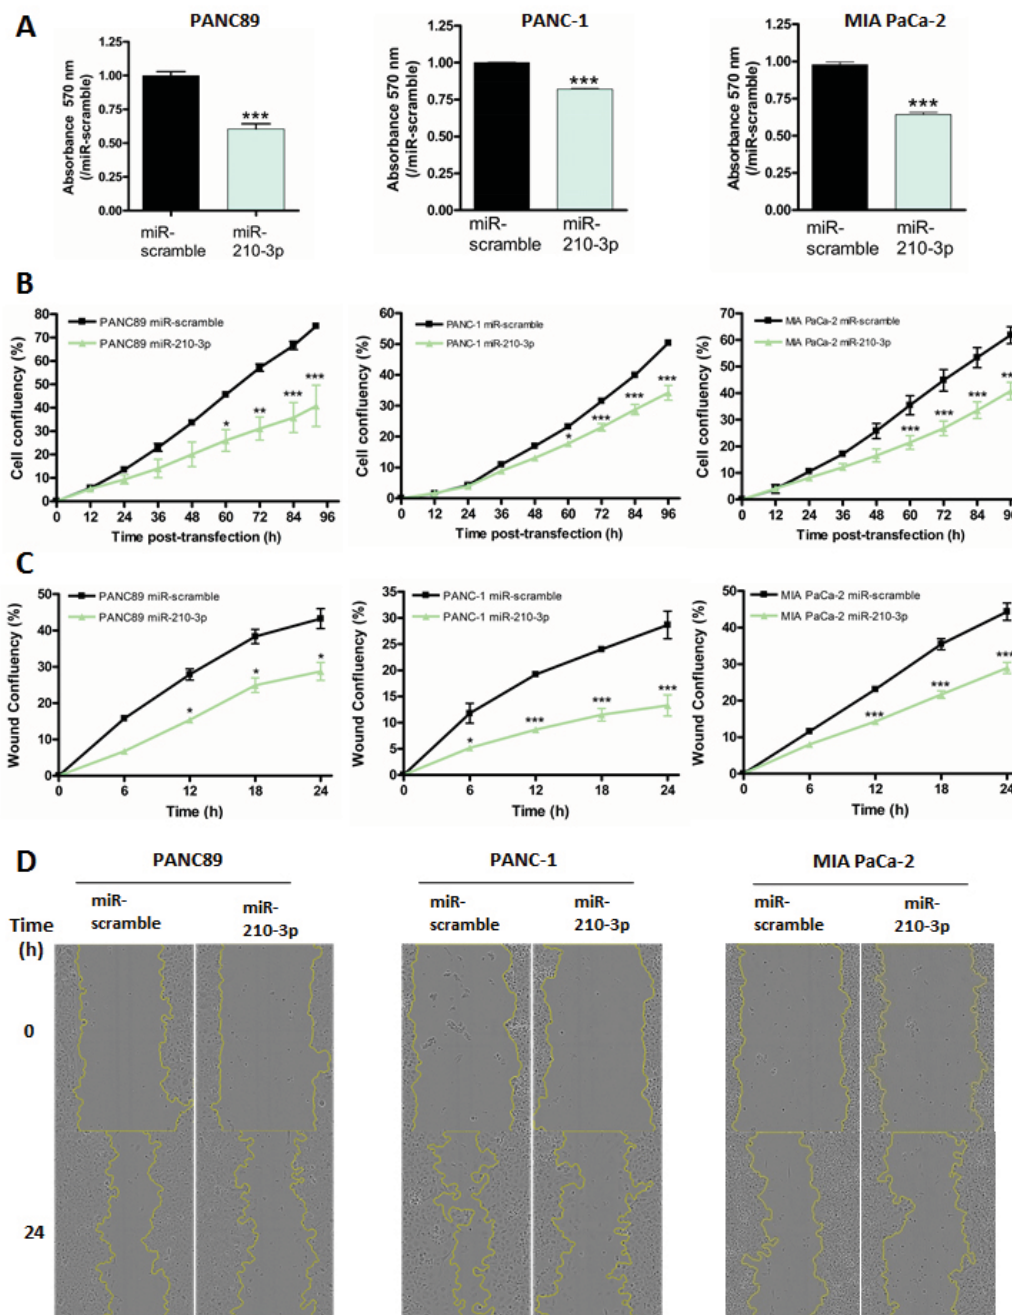 A
PANC89
PANC-1
MIA PaCa-2
Absorbance 570 nm
(/miR-scramble)
1.25
1.00
0.75
0.50
0.25
0.00
***
miR-
scramble
miR-
210-3p
Absorbance 570 nm
(/miR-scramble)
1.25
1.00
0.75
0.50
0.25
0.00
***
miR-
scramble
miR-
210-3p
Absorbance 570 nm
(/miR-scramble)
1.25
1.00
0.75
0.50
0.25
0.00
***
miR-
scramble
miR-
210-3p
B
Cell confluency (%)
80
70
60
50
40
30
20
10
0
PANC89 miR-scramble
PANC89 miR-210-3p
* ** *** ***
0 12 24 36 48 60 72 84 96
Time post-transfection (h)
Cell confluency (%)
60
50
40
30
20
10
0
PANC-1 miR-scramble
PANC-1 miR-210-3p
* *** *** ***
0 12 24 36 48 60 72 84 96
Time post-transfection (h)
Cell confluency (%)
70
60
50
40
30
20
10
0
MIA PaCa-2 miR-scramble
MIA PaCa-2 miR-210-3p
*** *** *** **
0 12 24 36 48 60 72 84 96
Time post-transfection (h)
C
Wound Confluency (%)
50
40
30
20
10
0
PANC89 miR-scramble
PANC89 miR-210-3p
* * *
0 6 12 18 24
Time (h)
Wound Confluency (%)
35
30
25
20
15
10
5
0
PANC-1 miR-scramble
PANC-1 miR-210-3p
* *** *** ***
0 6 12 18 24
Time (h)
Wound Confluency (%)
50
40
30
20
10
0
MIA PaCa-2 miR-scramble
MIA PaCa-2 miR-210-3p
*** *** ***
0 6 12 18 24
Time (h)
D
PANC89
PANC-1
MIA PaCa-2
miR-
scramble
miR-
210-3p
miR-
scramble
miR-
210-3p
miR-
scramble
miR-
210-3p
Time
(h)
0
24